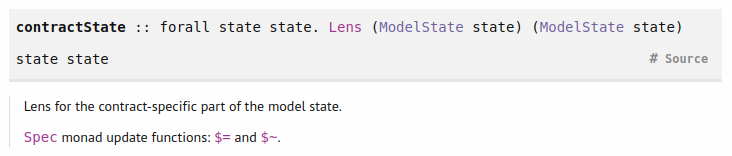 contractState :: forall state state. Lens (ModelState state) (ModelState state)
state state # Source
Lens for the contract-specific part of the model state.
Spec monad update functions: $= and $~.